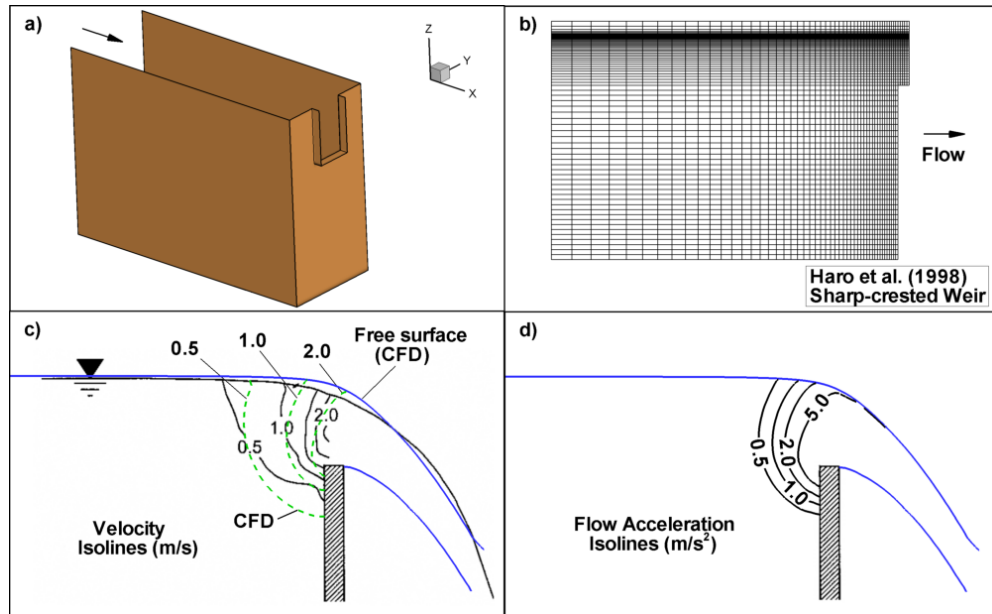 a)
Z
Y
X
b)
Flow
Haro et al. (1998)
Sharp-crested Weir
c)
0.5
1.0
2.0
Free surface
(CFD)
2.0
1.0
0.5
CFD
Velocity
Isolines (m/s)
d)
5.0
2.0
0.5
1.0
Flow Acceleration
Isolines (m/s²)